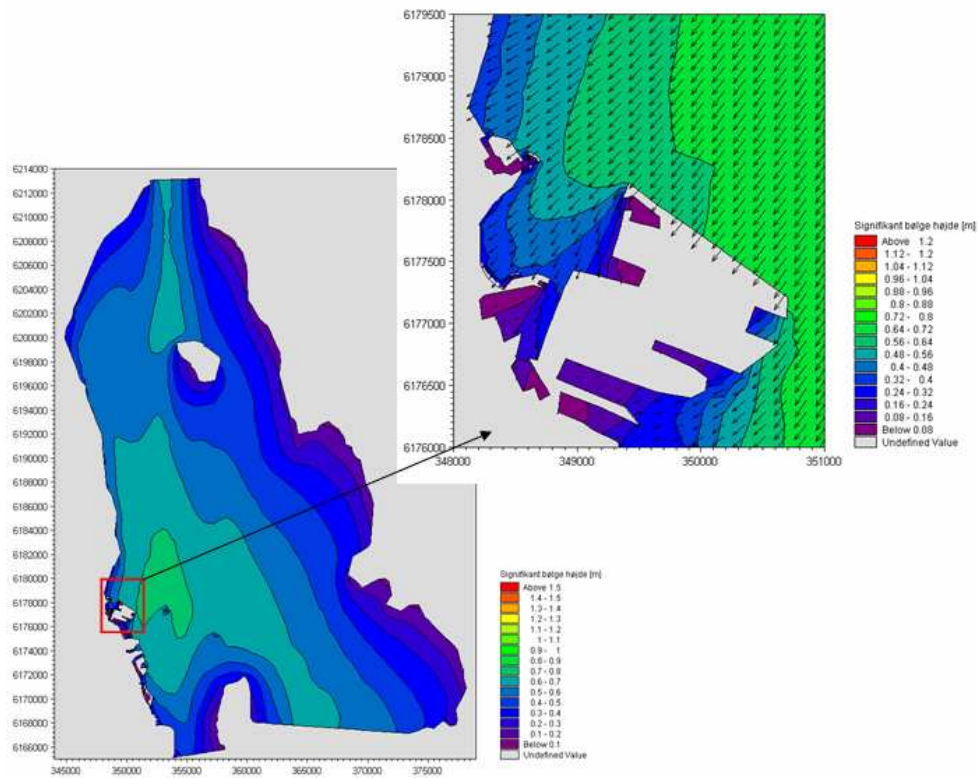 6179500
6179000
6178500
6178000
6177500
6177000
6176500
6176000
348000 349000 350000 351000
Signifikant bølge højde [m]
Above 1.2
1.12 - 1.2
1.04 - 1.12
0.96 - 1.04
0.88 - 0.96
0.8 - 0.88
0.72 - 0.8
0.64 - 0.72
0.56 - 0.64
0.48 - 0.56
0.4 - 0.48
0.32 - 0.4
0.24 - 0.32
0.16 - 0.24
0.08 - 0.16
Below 0.08
Undefined Value
6214000
6212000
6210000
6208000
6206000
6204000
6202000
6200000
6198000
6196000
6194000
6192000
6190000
6188000
6186000
6184000
6182000
6180000
6178000
6176000
6174000
6172000
6170000
6168000
6166000
345000 350000 355000 360000 365000 370000 375000
Signifikant bølge højde [m]
Above 1.5
1.4 - 1.5
1.3 - 1.4
1.2 - 1.3
1.1 - 1.2
1 - 1.1
0.9 - 1
0.8 - 0.9
0.7 - 0.8
0.6 - 0.7
0.5 - 0.6
0.4 - 0.5
0.3 - 0.4
0.2 - 0.3
0.1 - 0.2
Below 0.1
Undefined Value